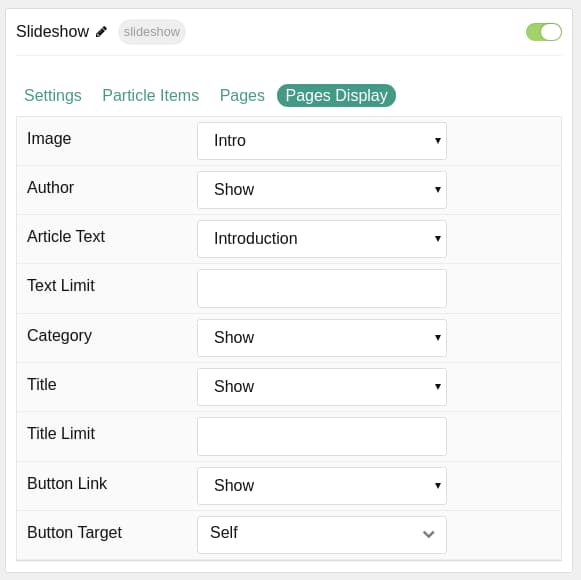 Slideshow slideshow
Settings Particle Items Pages Pages Display
Image Intro
Author Show
Article Text Introduction
Text Limit
Category Show
Title Show
Title Limit
Button Link Show
Button Target Self